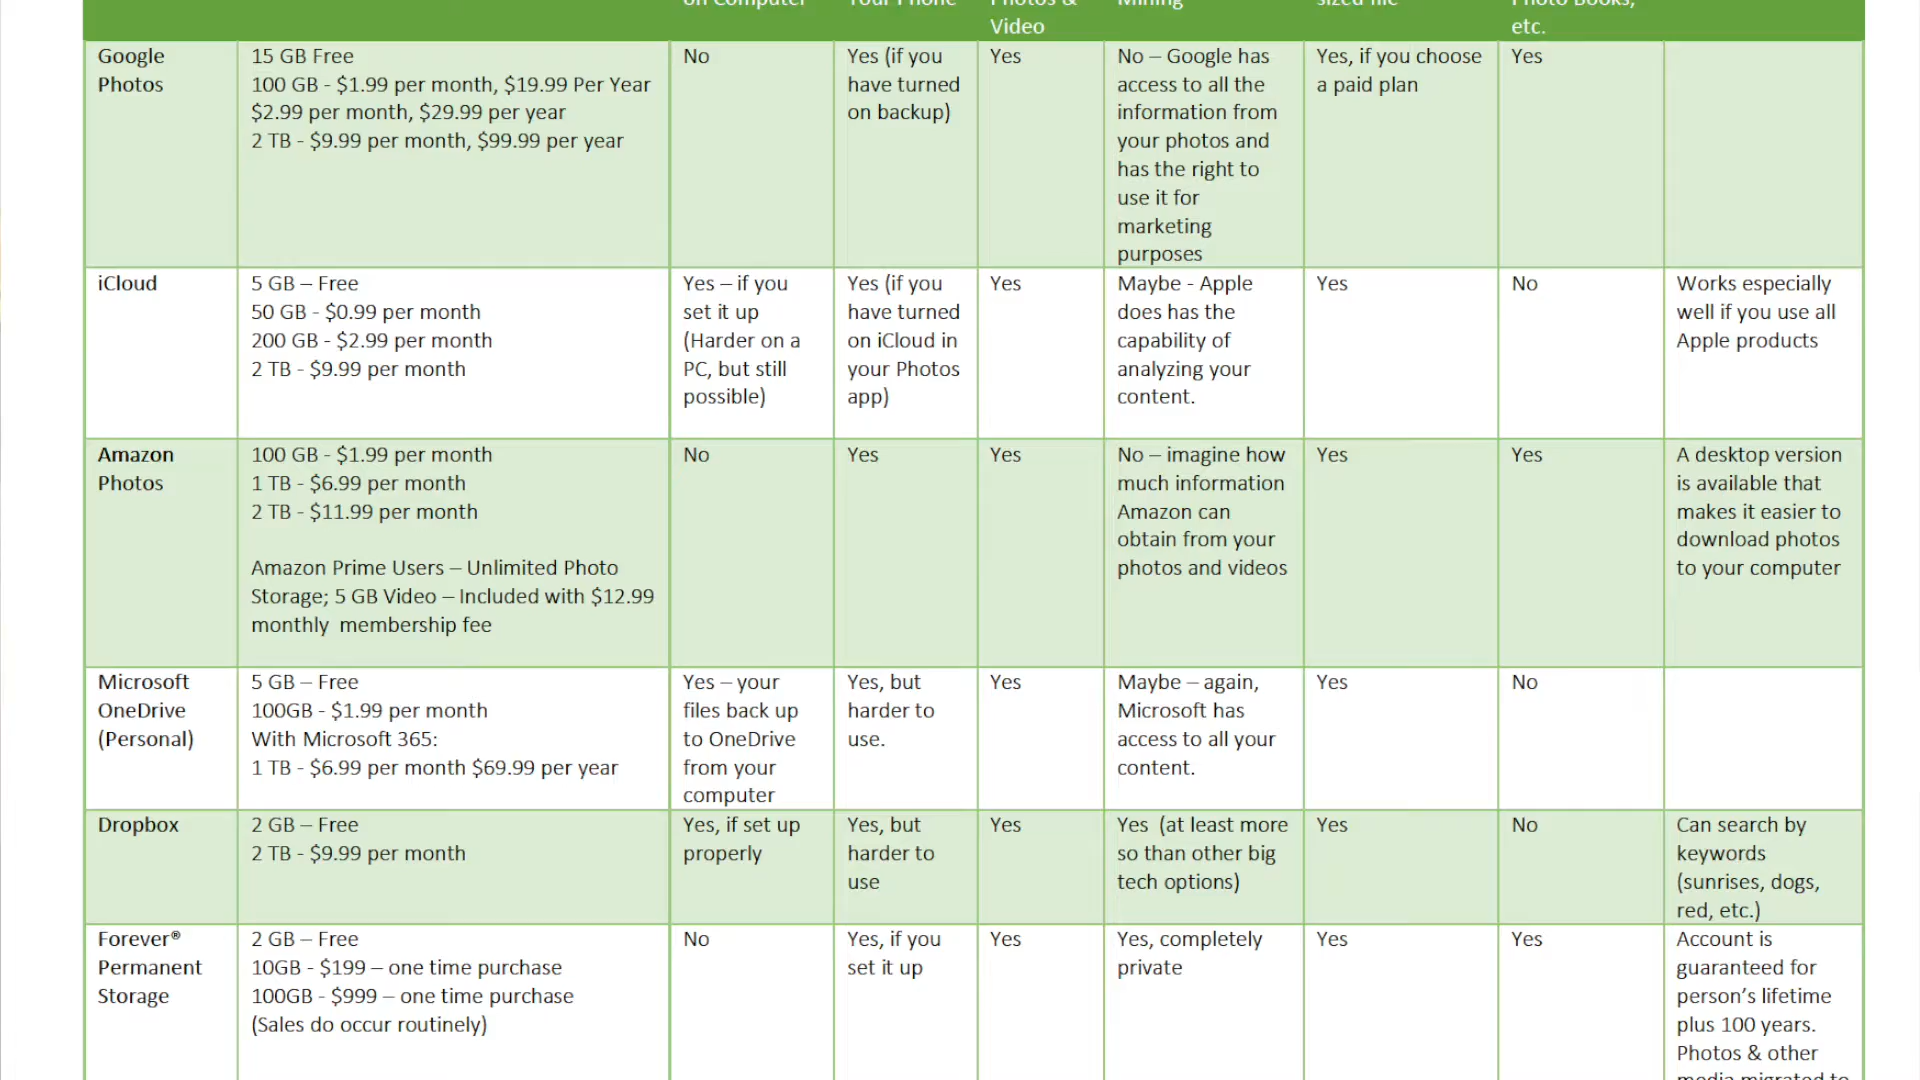 on Computer
Your Phone
Photos &
Video
Mining
sized file
Photo Books,
etc.
Google
Photos
15 GB Free
100 GB - $1.99 per month, $19.99 Per Year
$2.99 per month, $29.99 per year
2 TB - $9.99 per month, $99.99 per year
No
Yes (if you
have turned
on backup)
Yes
No – Google has
access to all the
information from
your photos and
has the right to
use it for
marketing
purposes
Yes, if you choose
a paid plan
Yes
iCloud
5 GB – Free
50 GB - $0.99 per month
200 GB - $2.99 per month
2 TB - $9.99 per month
Yes – if you
set it up
(Harder on a
PC, but still
possible)
Yes (if you
have turned
on iCloud in
your Photos
app)
Yes
Maybe - Apple
does has the
capability of
analyzing your
content.
Yes
No
Works especially
well if you use all
Apple products
Amazon
Photos
100 GB - $1.99 per month
1 TB - $6.99 per month
2 TB - $11.99 per month
Amazon Prime Users – Unlimited Photo
Storage; 5 GB Video – Included with $12.99
monthly  membership fee
No
Yes
Yes
No – imagine how
much information
Amazon can
obtain from your
photos and videos
Yes
Yes
A desktop version
is available that
makes it easier to
download photos
to your computer
Microsoft
OneDrive
(Personal)
5 GB – Free
100GB - $1.99 per month
With Microsoft 365:
1 TB - $6.99 per month $69.99 per year
Yes – your
files back up
to OneDrive
from your
computer
Yes, but
harder to
use.
Yes
Maybe – again,
Microsoft has
access to all your
content.
Yes
No
Dropbox
2 GB – Free
2 TB - $9.99 per month
Yes, if set up
properly
Yes, but
harder to
use
Yes
Yes  (at least more
so than other big
tech options)
Yes
No
Can search by
keywords
(sunrises, dogs,
red, etc.)
Forever®
Permanent
Storage
2 GB – Free
10GB - $199 – one time purchase
100GB - $999 – one time purchase
(Sales do occur routinely)
No
Yes, if you
set it up
Yes
Yes, completely
private
Yes
Yes
Account is
guaranteed for
person’s lifetime
plus 100 years.
Photos & other
media migrated to